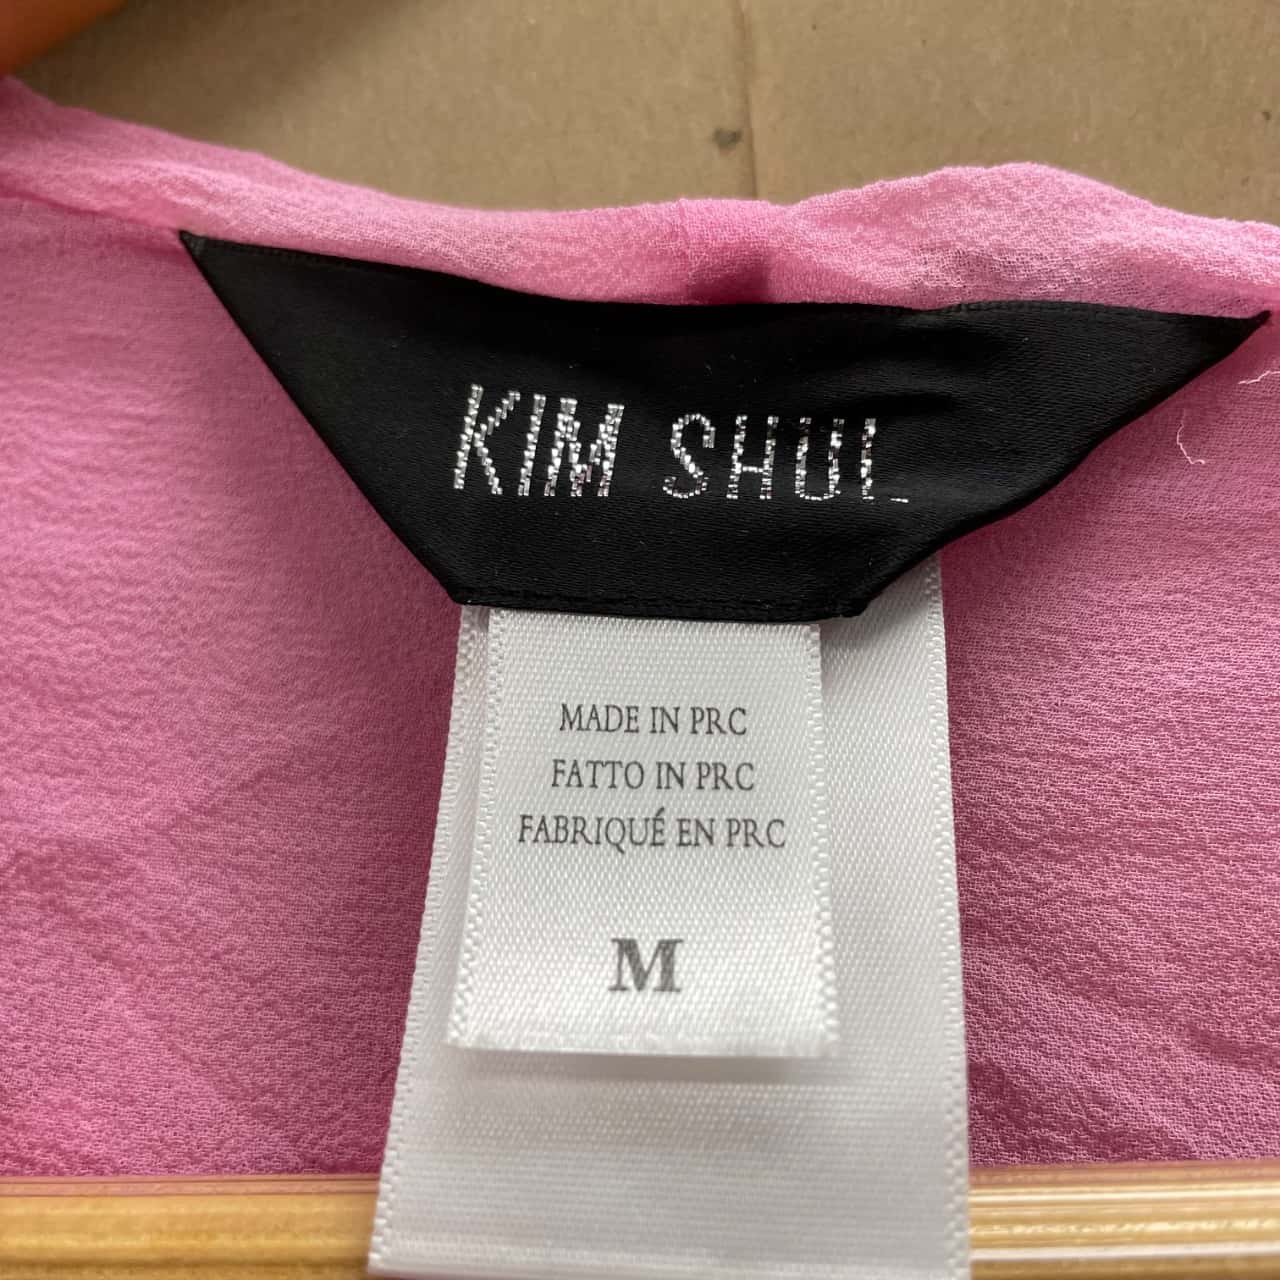 KIM SHUI
MADE IN PRC
FATTO IN PRC
FABRIQUÉ EN PRC
M